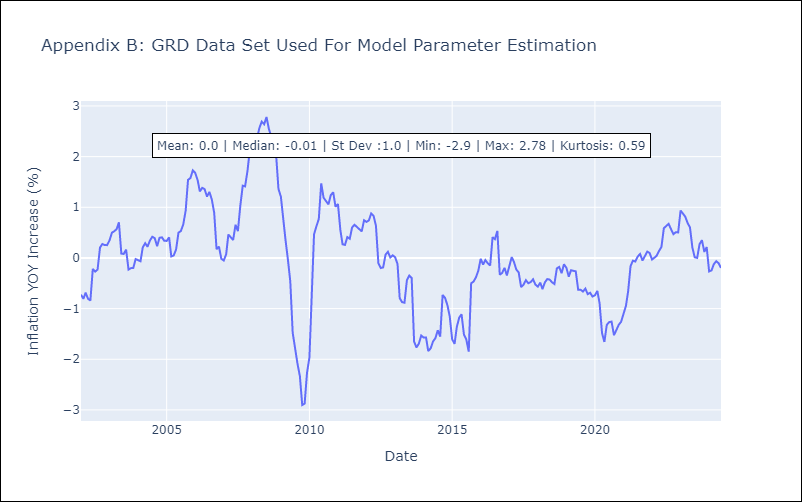 Appendix B: GRD Data Set Used For Model Parameter Estimation
Mean: 0.0 | Median: -0.01 | St Dev :1.0 | Min: -2.9 | Max: 2.78 | Kurtosis: 0.59
Inflation YOY Increase (%)
3
2
1
0
−1
−2
−3
2005
2010
2015
2020
Date